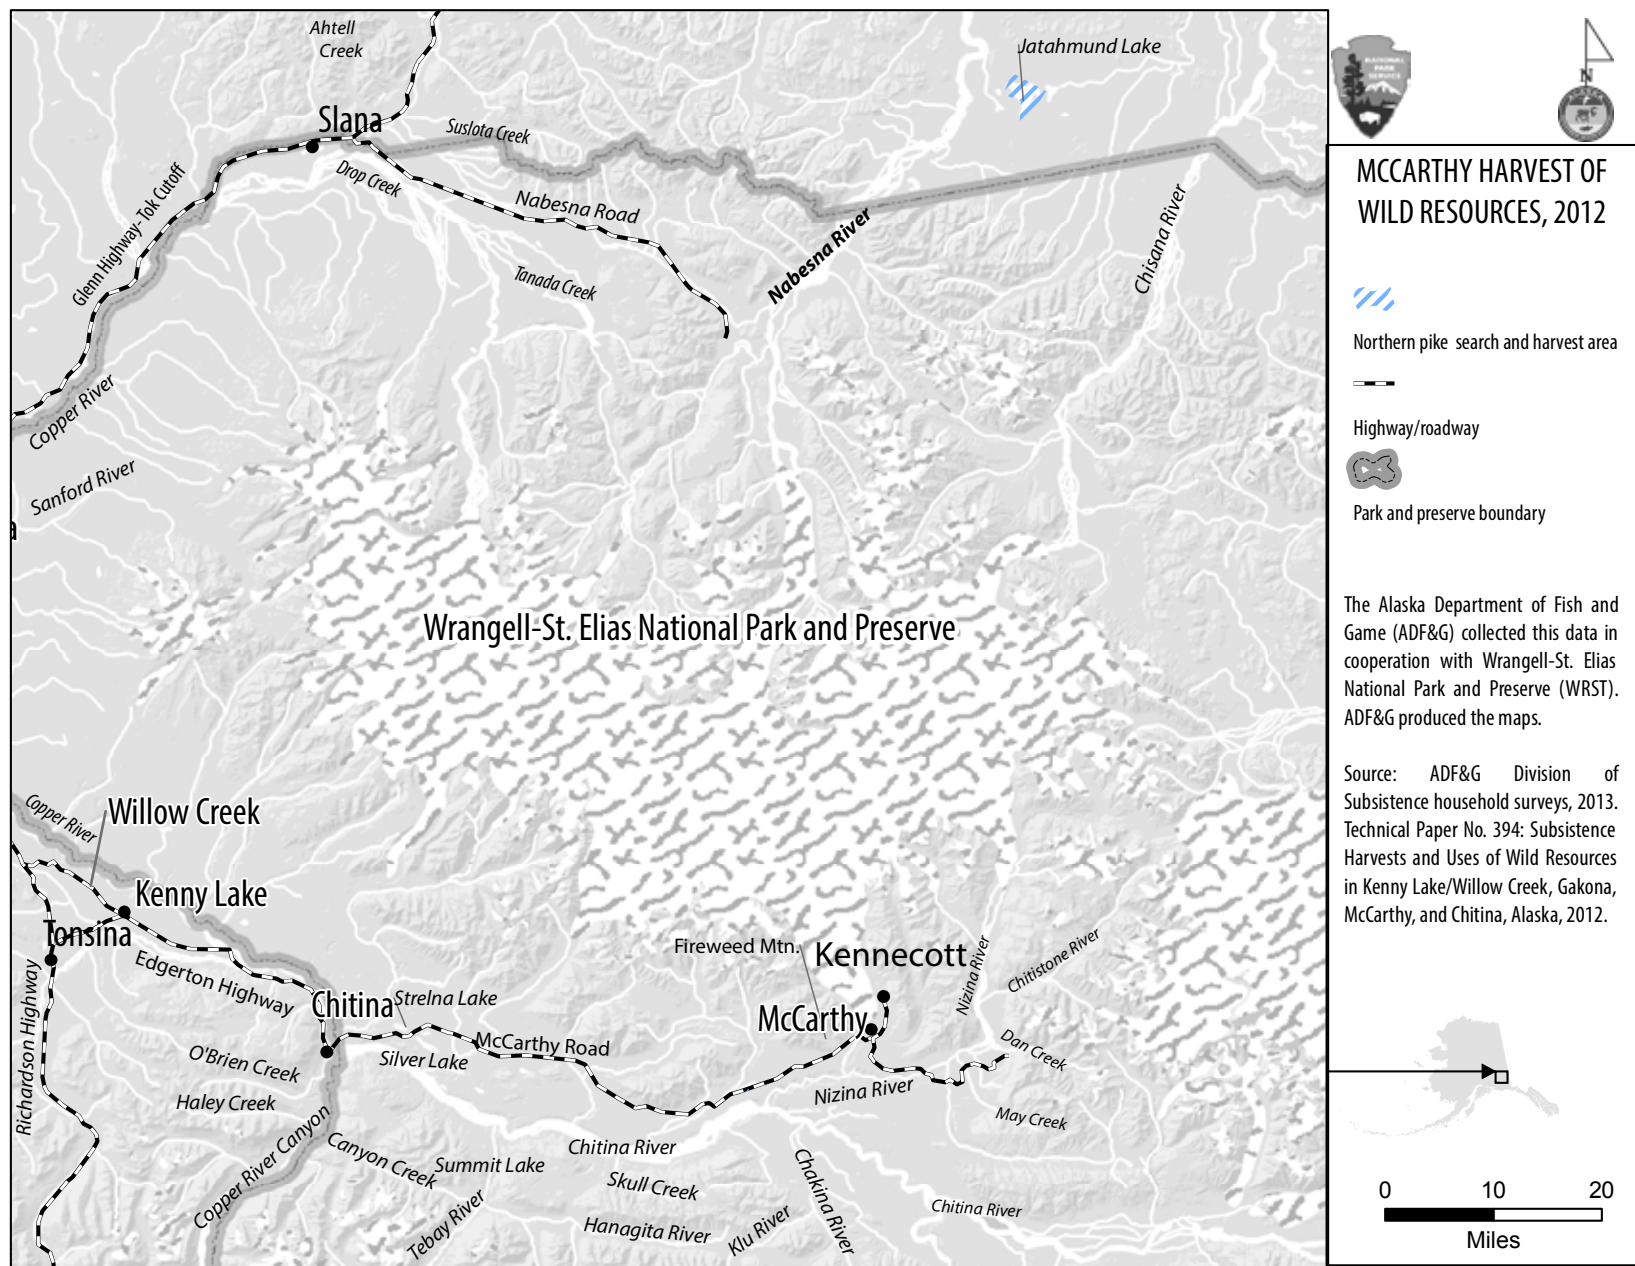 Ahtell
Creek
Jatahmund Lake
Slana
Suslota Creek
Drop Creek
Nabesna Road
Glenn Highway-Tok Cutoff
Nabesna River
Chisana River
Tanada Creek
Copper River
Sanford River
a
Wrangell-St. Elias National Park and Preserve
Copper River
Willow Creek
Kenny Lake
Tonsina
Edgerton Highway
Richardson Highway
Chitina
Strelna Lake
Fireweed Mtn.
Kennecott
Nizina River
Chitistone River
McCarthy
McCarthy Road
Silver Lake
O'Brien Creek
Haley Creek
Dan Creek
Nizina River
May Creek
Copper River Canyon
Canyon Creek
Summit Lake
Chitina River
Skull Creek
Tebay River
Hanagita River
Klu River
Chakina River
Chitina River
NATIONAL
PARK
SERVICE
N
ALASKA
MCCARTHY HARVEST OF
WILD RESOURCES, 2012
Northern pike search and harvest area
Highway/roadway
Park and preserve boundary
The Alaska Department of Fish and
Game (ADF&G) collected this data in
cooperation with Wrangell-St. Elias
National Park and Preserve (WRST).
ADF&G produced the maps.
Source: ADF&G Division of
Subsistence household surveys, 2013.
Technical Paper No. 394: Subsistence
Harvests and Uses of Wild Resources
in Kenny Lake/Willow Creek, Gakona,
McCarthy, and Chitina, Alaska, 2012.
0 10 20
Miles